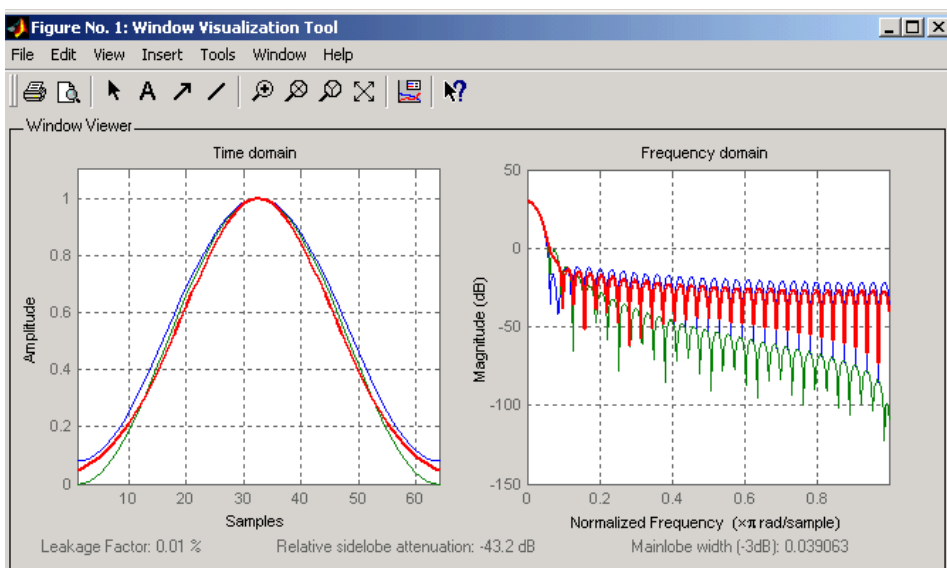 Figure No. 1: Window Visualization Tool
File Edit View Insert Tools Window Help
A
?
Window Viewer
Time domain
Frequency domain
Amplitude
1
0.8
0.6
0.4
0.2
0
10 20 30 40 50 60
Samples
Magnitude (dB)
50
0
-50
-100
-150
0 0.2 0.4 0.6 0.8
Normalized Frequency (×π rad/sample)
Leakage Factor: 0.01 % Relative sidelobe attenuation: -43.2 dB Mainlobe width (-3dB): 0.039063